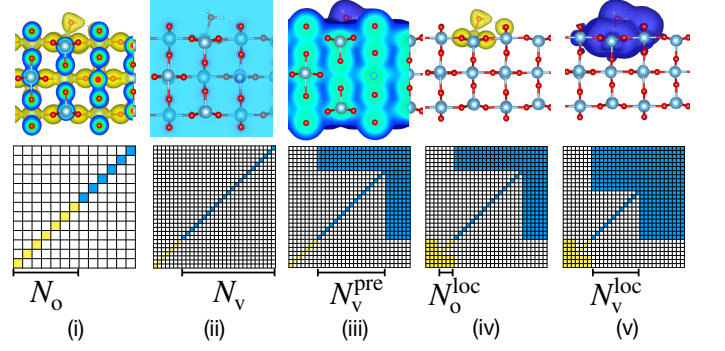 N_o
N_v
N_v^pre
N_o^loc
N_v^loc
(i)
(ii)
(iii)
(iv)
(v)